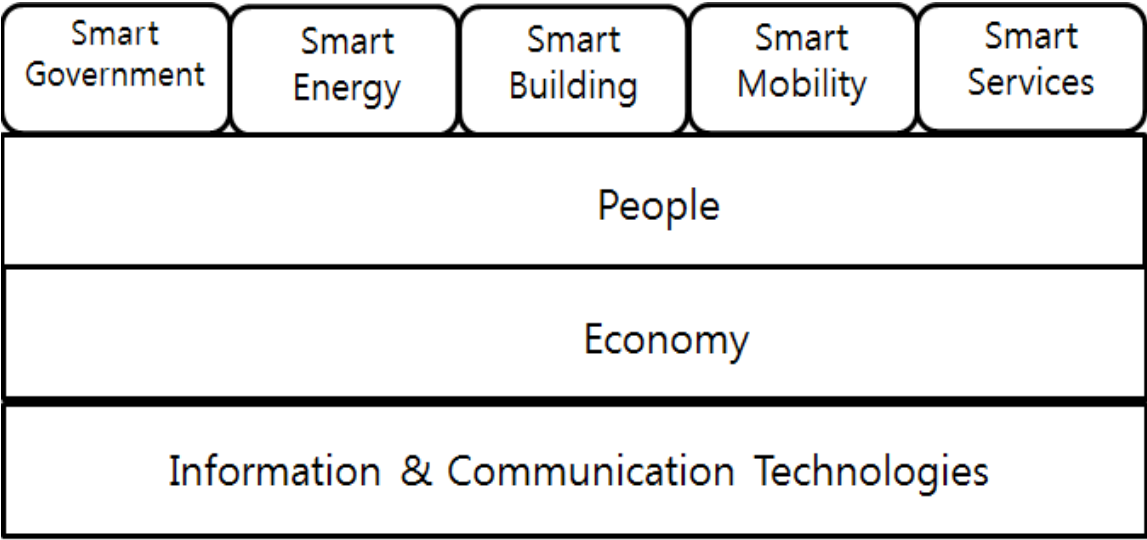 Smart
Government
Smart
Energy
Smart
Building
Smart
Mobility
Smart
Services
People
Economy
Information & Communication Technologies